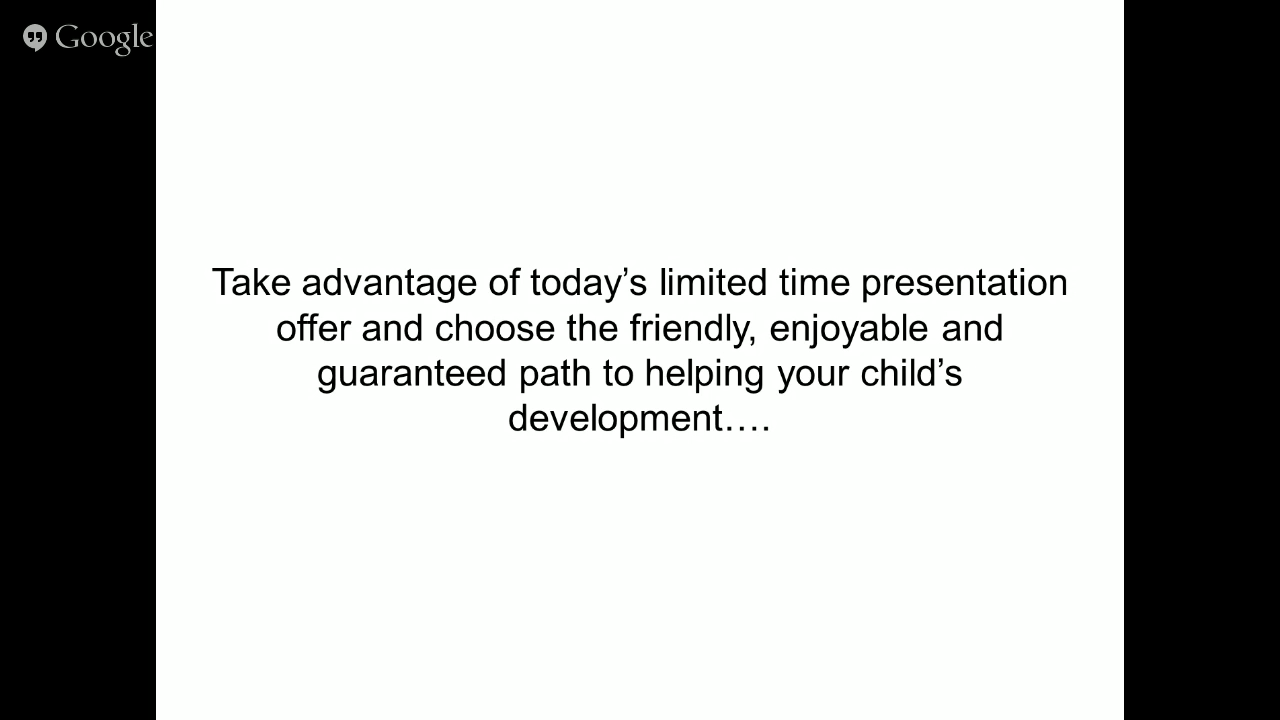 Google
Take advantage of today’s limited time presentation
offer and choose the friendly, enjoyable and
guaranteed path to helping your child’s
development….